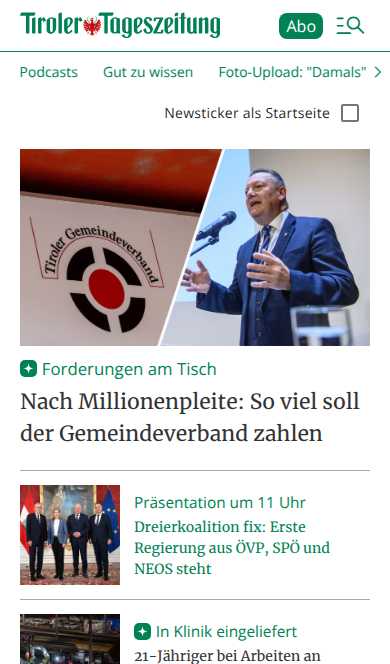 Tiroler Tageszeitung
Abo
Podcasts Gut zu wissen Foto-Upload: "Damals"
Newsticker als Startseite
Tiroler Gemeindeverband
Forderungen am Tisch
Nach Millionenpleite: So viel soll
der Gemeindeverband zahlen
Präsentation um 11 Uhr
Dreierkoalition fix: Erste
Regierung aus ÖVP, SPÖ und
NEOS steht
In Klinik eingeliefert
21-Jähriger bei Arbeiten an